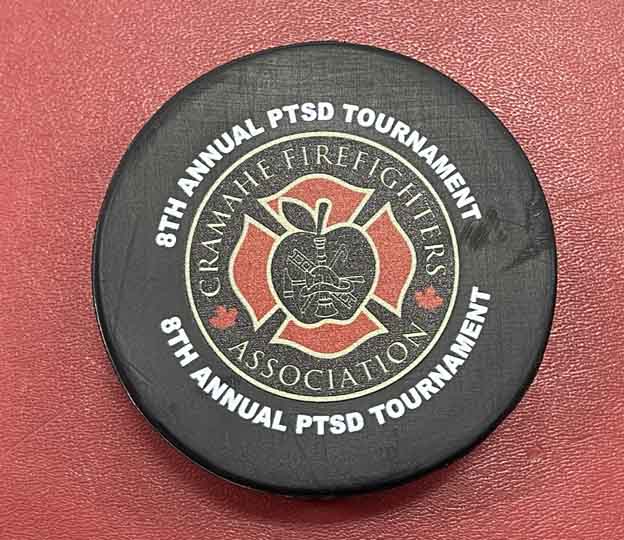 8TH ANNUAL PTSD TOURNAMENT
CRAMAHE FIREFIGHTERS
ASSOCIATION
8TH ANNUAL PTSD TOURNAMENT